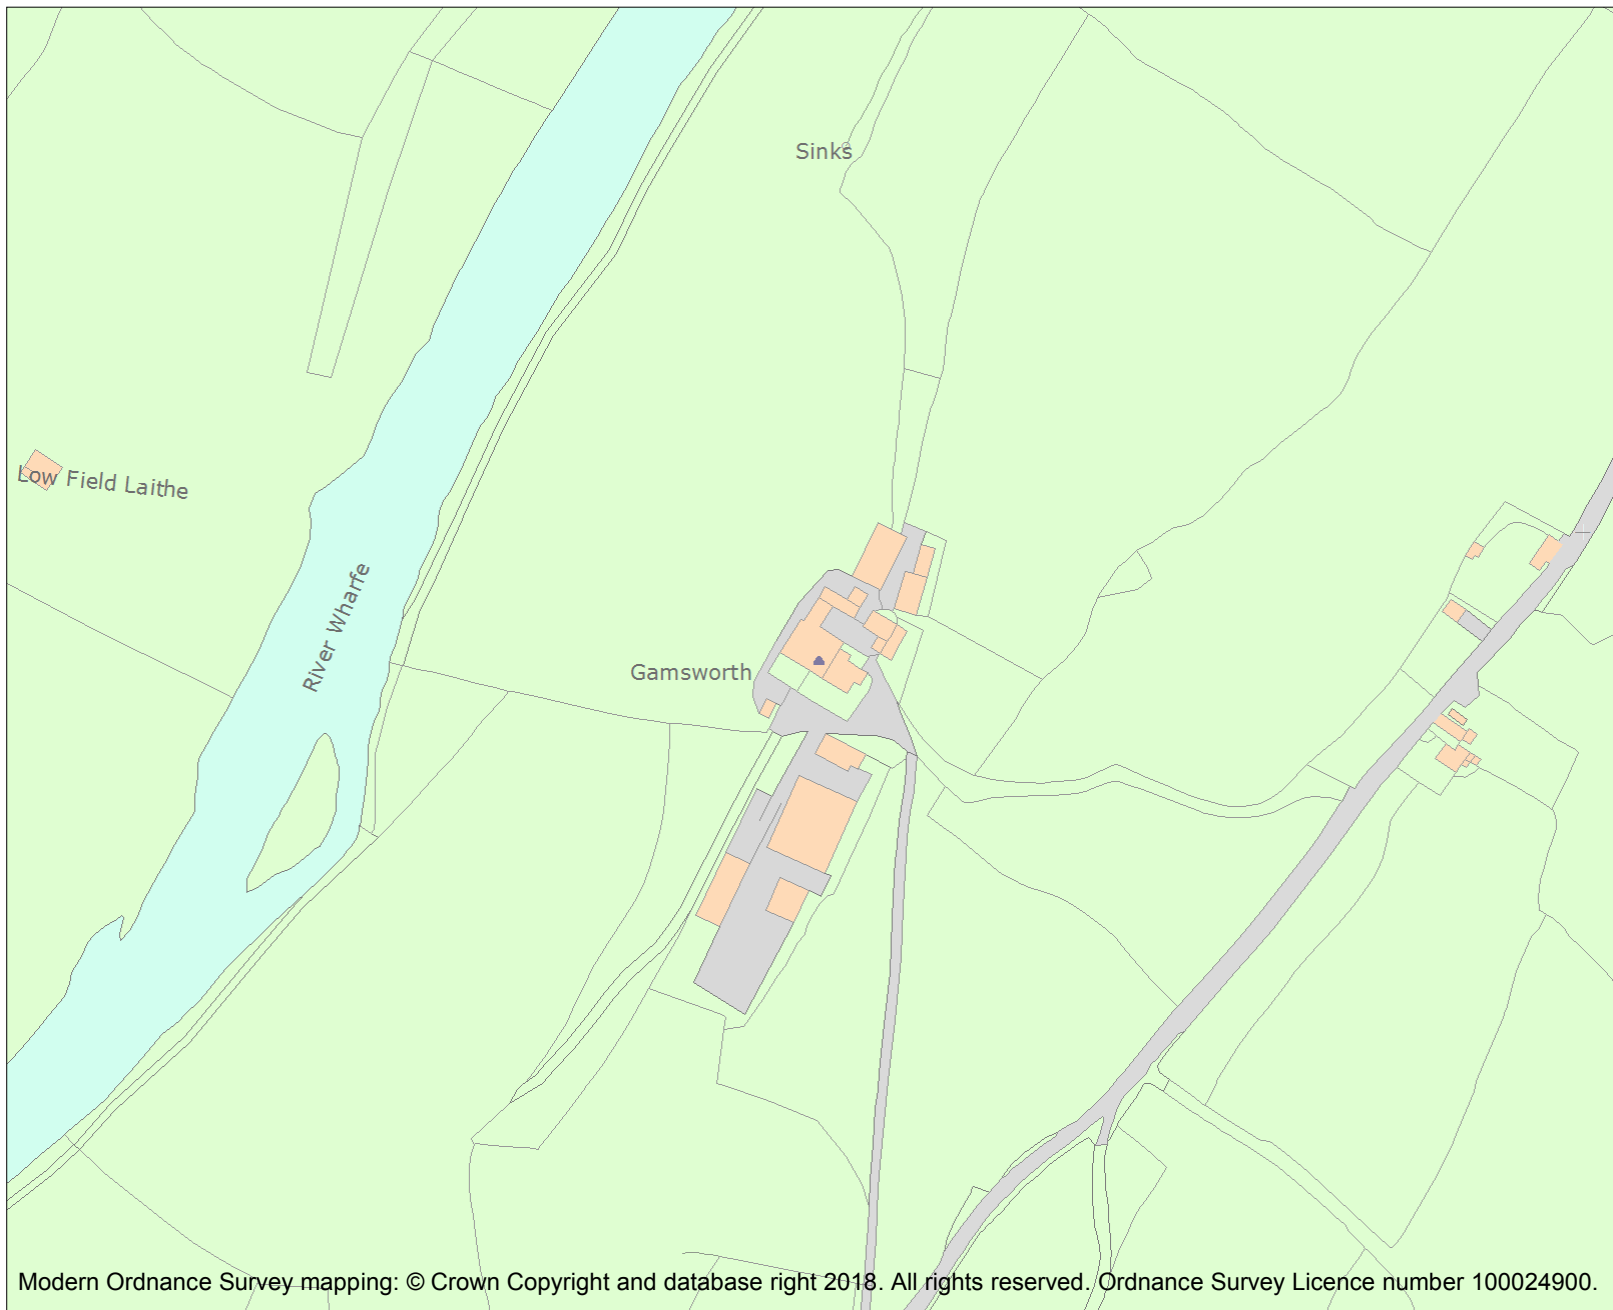 Sinks
Low Field Laithe
River Wharfe
Gamsworth
Modern Ordnance Survey mapping: © Crown Copyright and database right 2018. All rights reserved. Ordnance Survey Licence number 100024900.